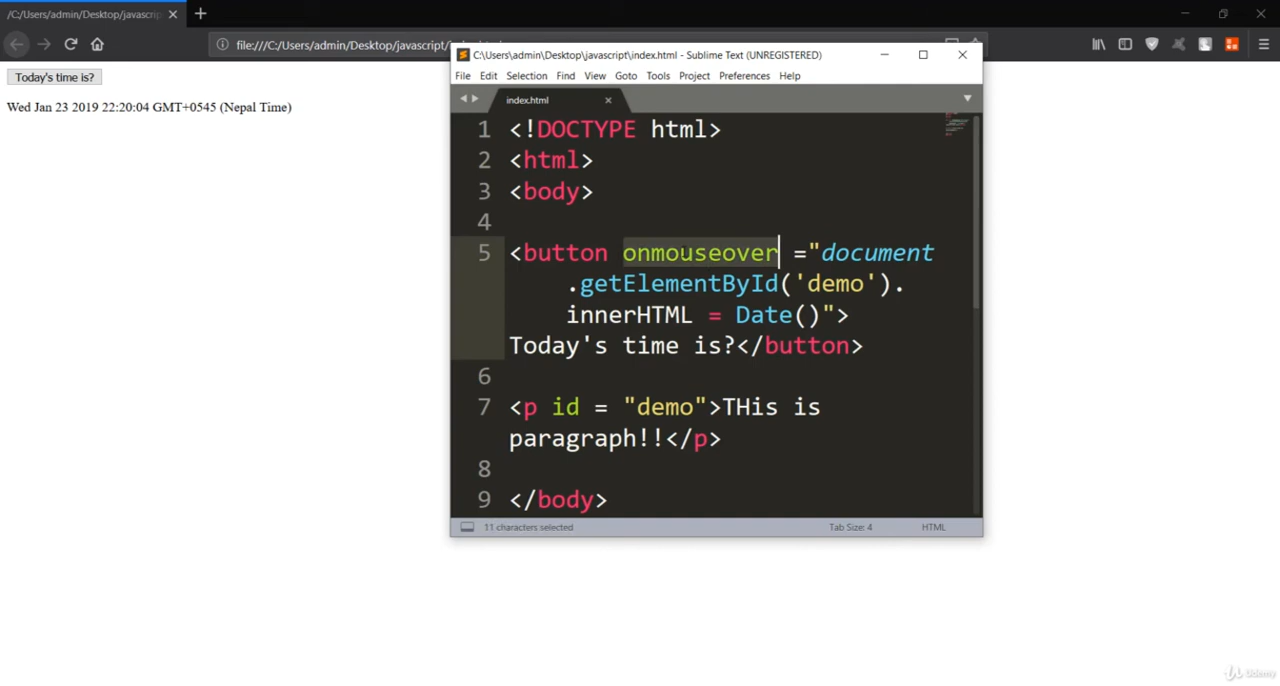 /C:/Users/admin/Desktop/javascrip
file:///C:/Users/admin/Desktop/javascript/
Today's time is?
Wed Jan 23 2019 22:20:04 GMT+0545 (Nepal Time)
C:\Users\admin\Desktop\javascript\index.html - Sublime Text (UNREGISTERED)
File Edit Selection Find View Goto Tools Project Preferences Help
index.html
1 <!DOCTYPE html>
2 <html>
3 <body>
4
5 <button onmouseover ="document
.getElementById('demo').
innerHTML = Date()">
Today's time is?</button>
6
7 <p id = "demo">THis is
paragraph!!</p>
8
9 </body>
11 characters selected Tab Size: 4 HTML
Udemy